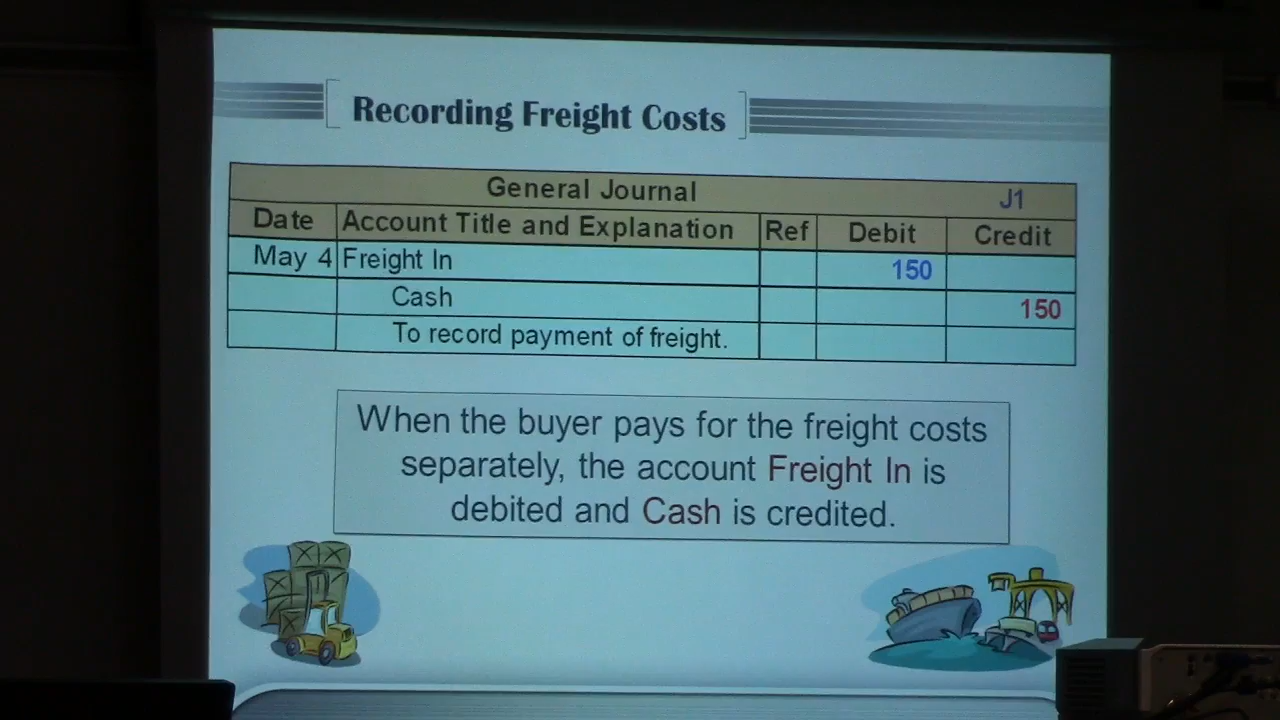 Recording Freight Costs
General Journal J1
Date Account Title and Explanation Ref Debit Credit
May 4 Freight In 150
Cash 150
To record payment of freight.
When the buyer pays for the freight costs
separately, the account Freight In is
debited and Cash is credited.